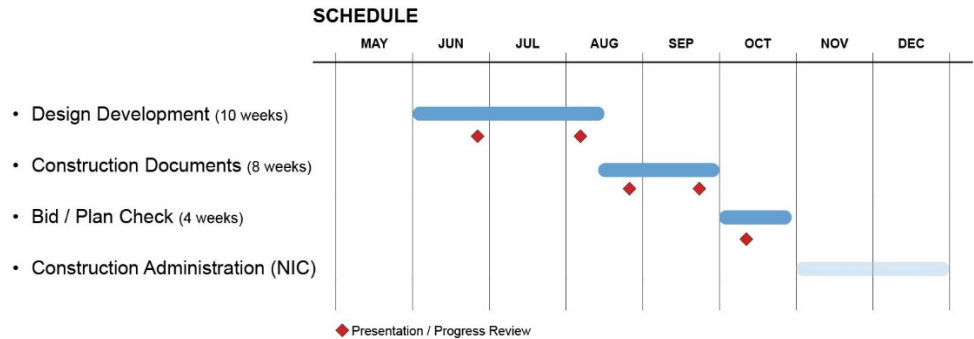 SCHEDULE
MAY JUN JUL AUG SEP OCT NOV DEC
• Design Development (10 weeks)
• Construction Documents (8 weeks)
• Bid / Plan Check (4 weeks)
• Construction Administration (NIC)
Presentation / Progress Review